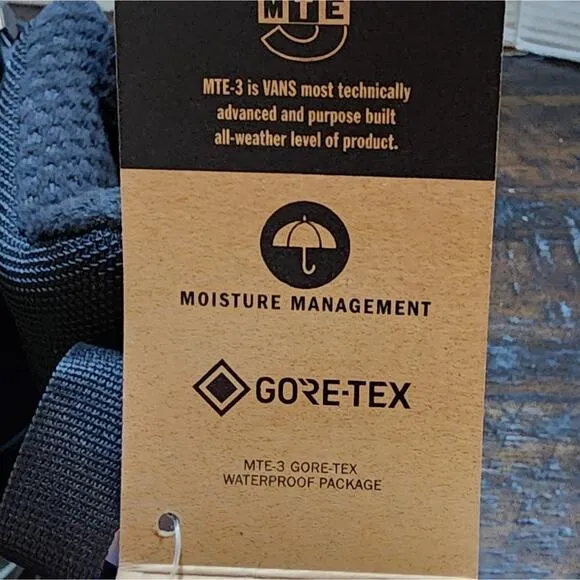 MTE
3
MTE-3 is VANS most technically
advanced and purpose built
all-weather level of product.
MOISTURE MANAGEMENT
GORE-TEX
MTE-3 GORE-TEX
WATERPROOF PACKAGE